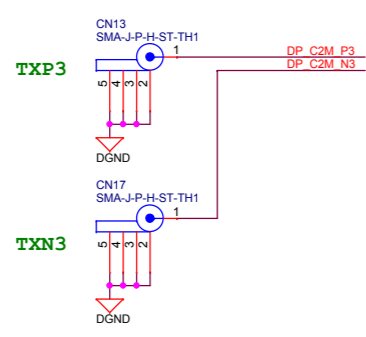 CN13
SMA-J-P-H-ST-TH1
TXP3
1
DP_C2M_P3
DP_C2M_N3
5
4
3
2
DGND
CN17
SMA-J-P-H-ST-TH1
1
TXN3
5
4
3
2
DGND